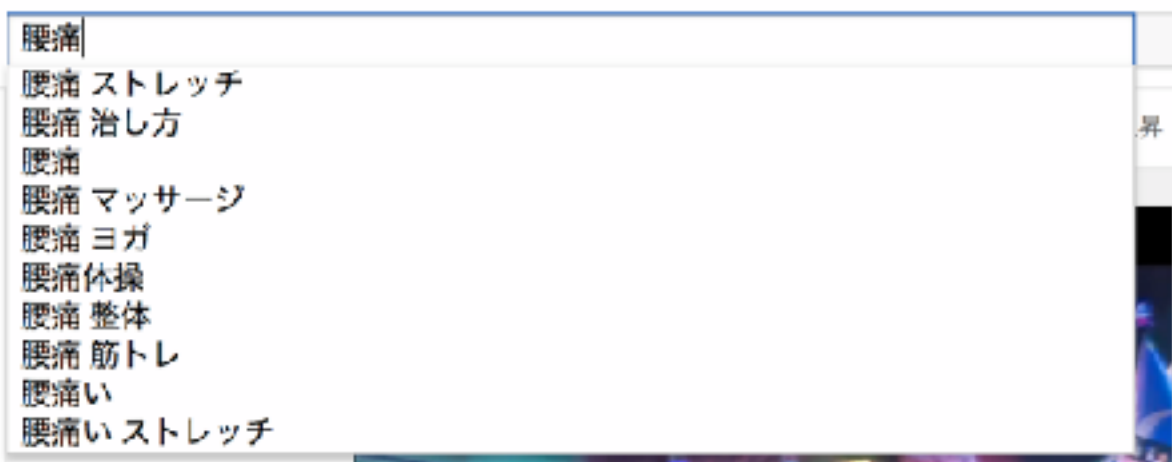 腰痛
腰痛 ストレッチ
腰痛 治し方
腰痛
腰痛 マッサージ
腰痛 ヨガ
腰痛体操
腰痛 整体
腰痛 筋トレ
腰痛い
腰痛い ストレッチ
昇